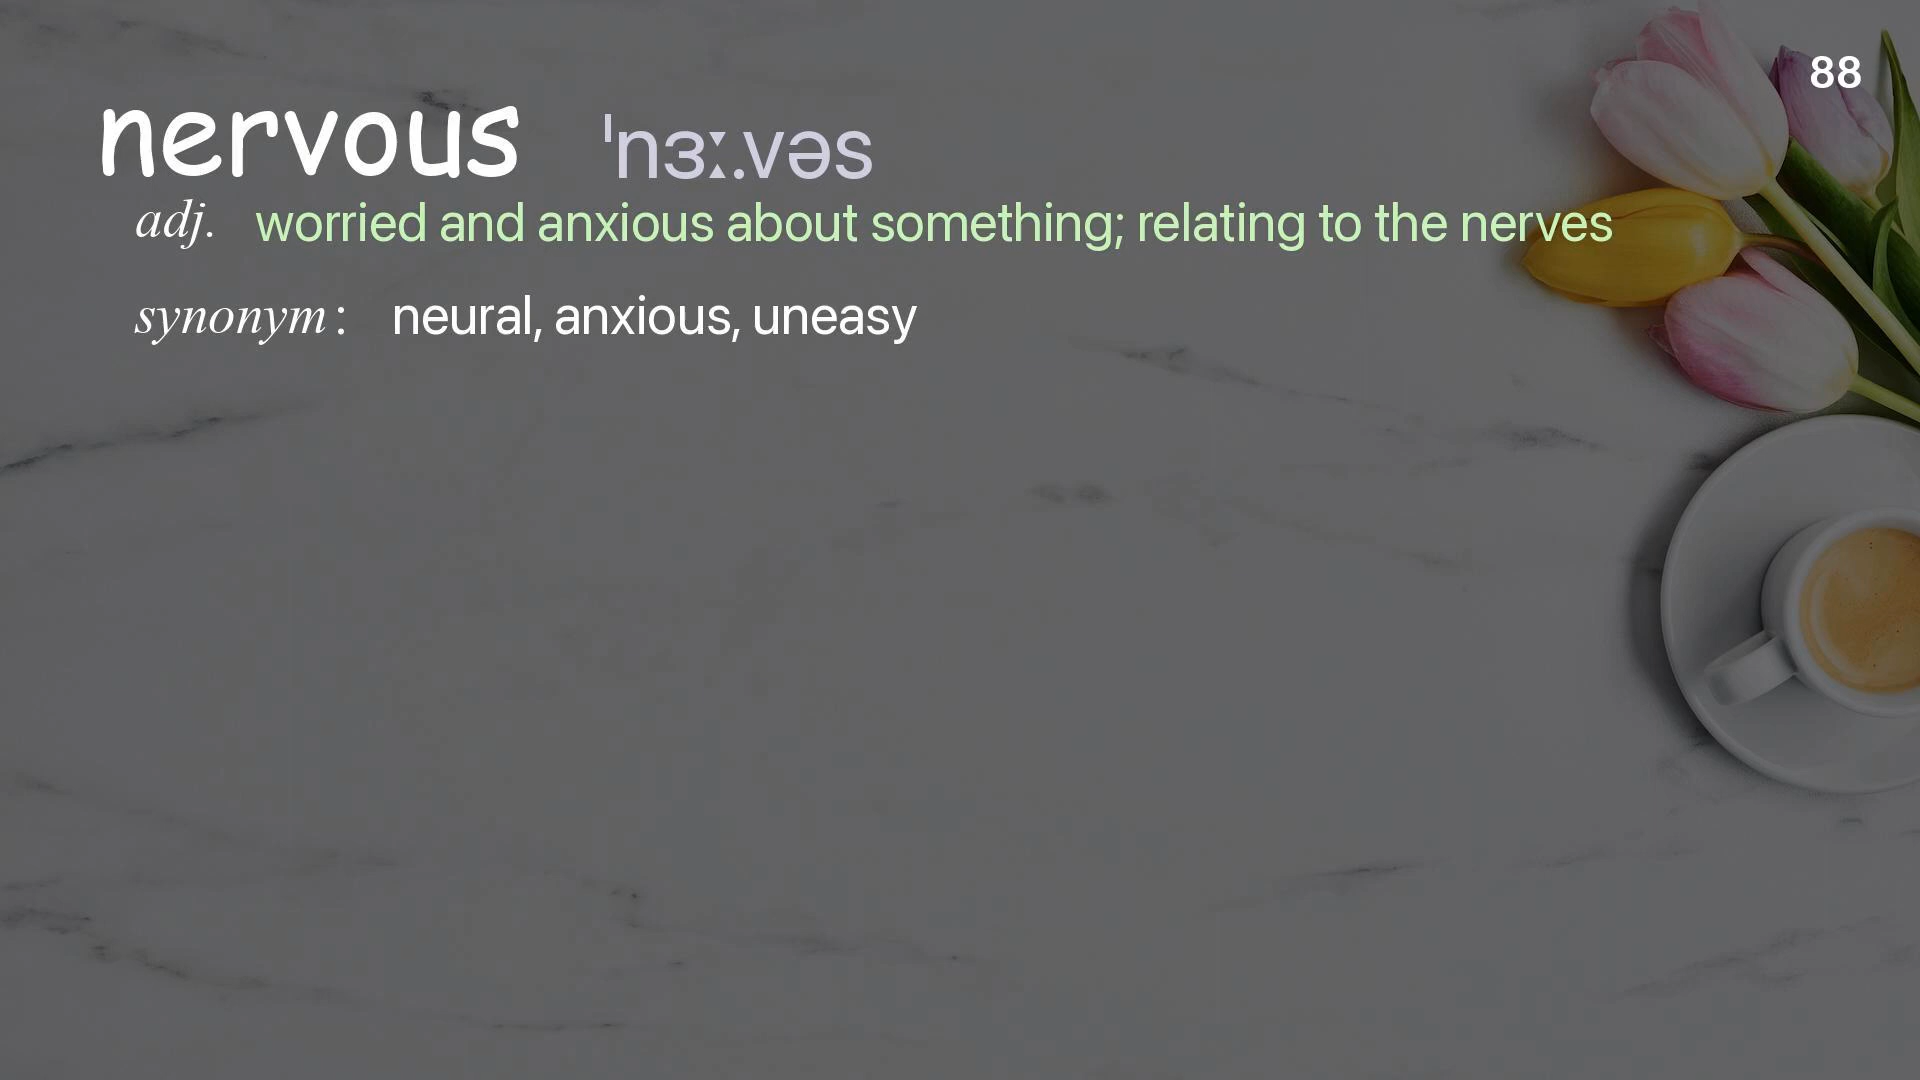 88
nervous ˈnɜː.vəs
adj. worried and anxious about something; relating to the nerves
synonym: neural, anxious, uneasy